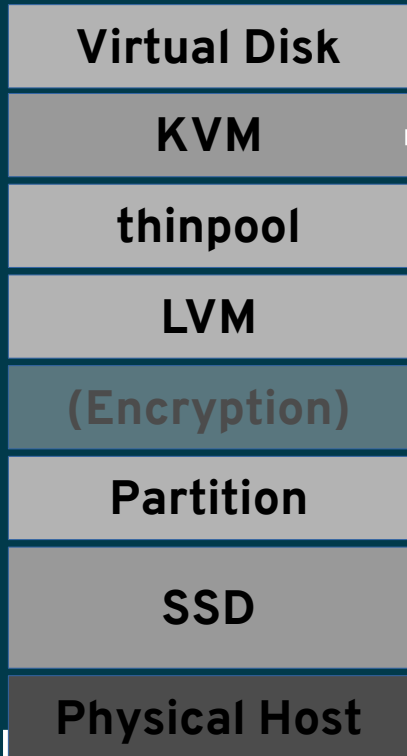 Virtual Disk
KVM
thinpool
LVM
(Encryption)
Partition
SSD
Physical Host